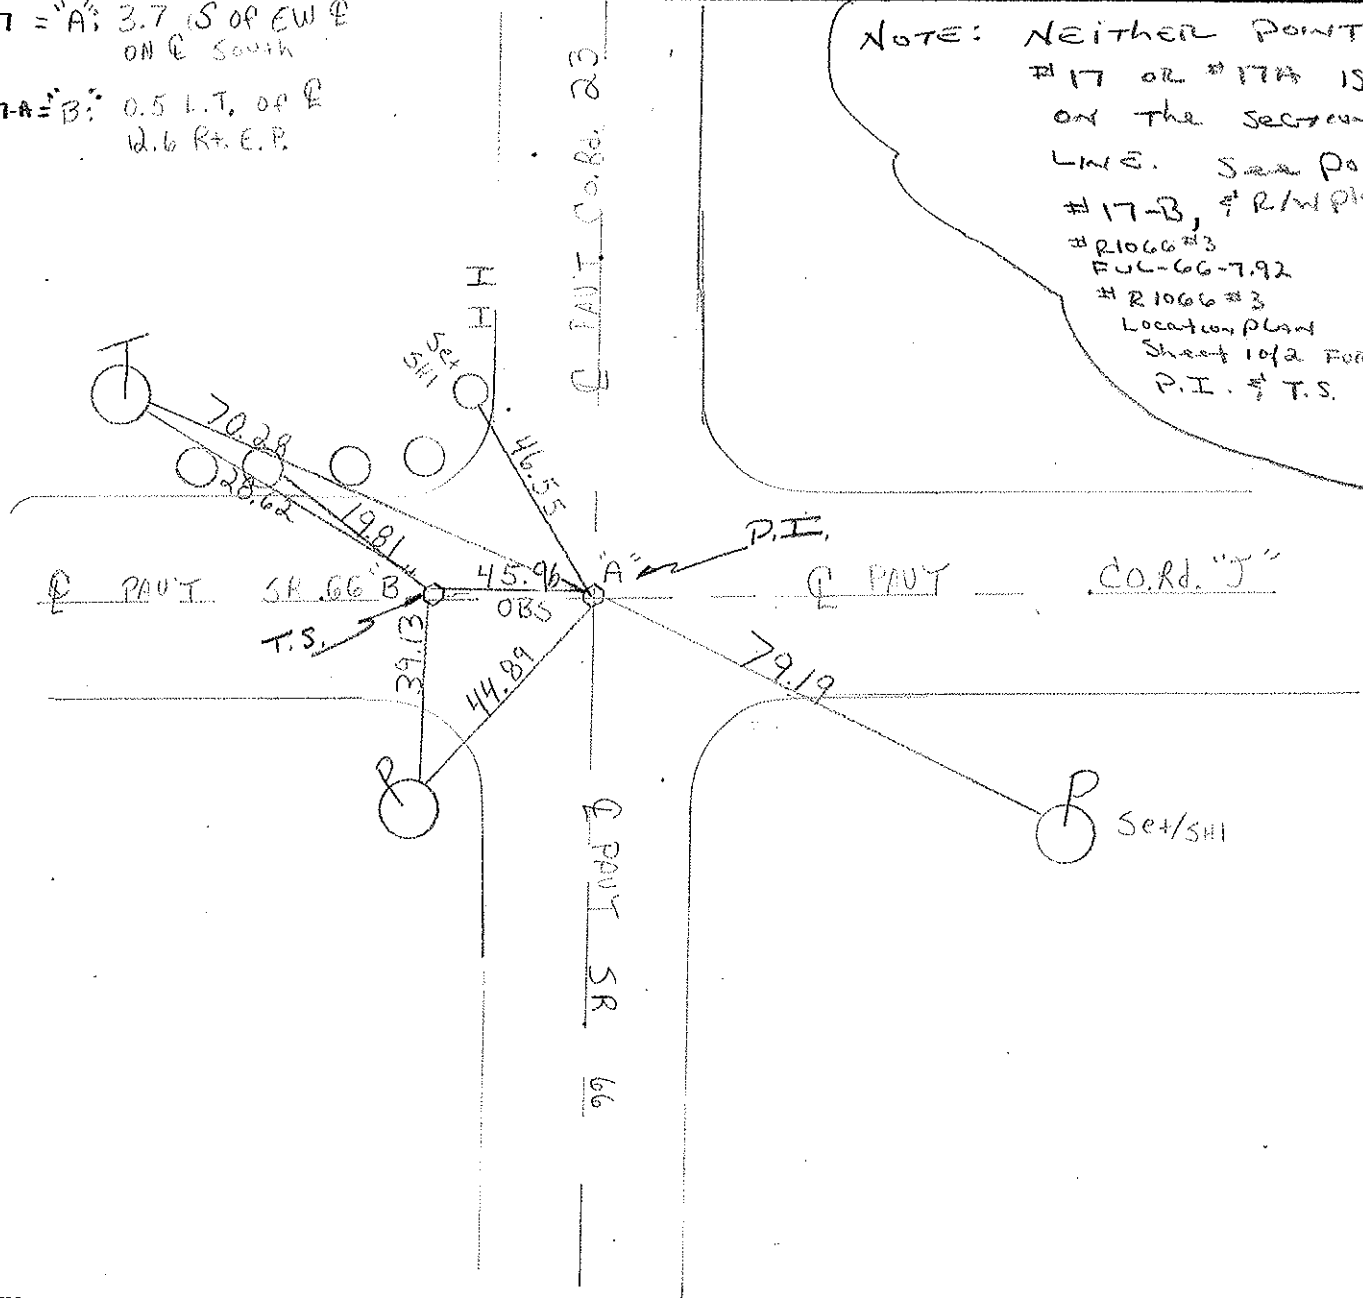 7 = "A": 3.7 S OF EW ℄
ON ℄ South
7-A = "B": 0.5 LT. OF ℄
12.6 Rt. E.P.
℄ PAV'T Co. Rd. 23
NOTE: NEITHER POINT
#17 OR #17A IS
ON THE
LINE. See Po
#17-B, & R/W Pl
#R1066 #3
FUL-66-7.92
#R1066 #3
Location PLAN
Sheet 1 of 2 FOR
P.I. & T.S.
Set
SHI
70.28
28.62
19.81
46.55
45.96
OBS
"A"
P.I.
℄ PAV'T SR 66
"B"
T.S.
℄ PAV'T CO. Rd. "J"
39.13
44.89
79.19
P
P
Set/SHI
℄ PAV'T SR 66